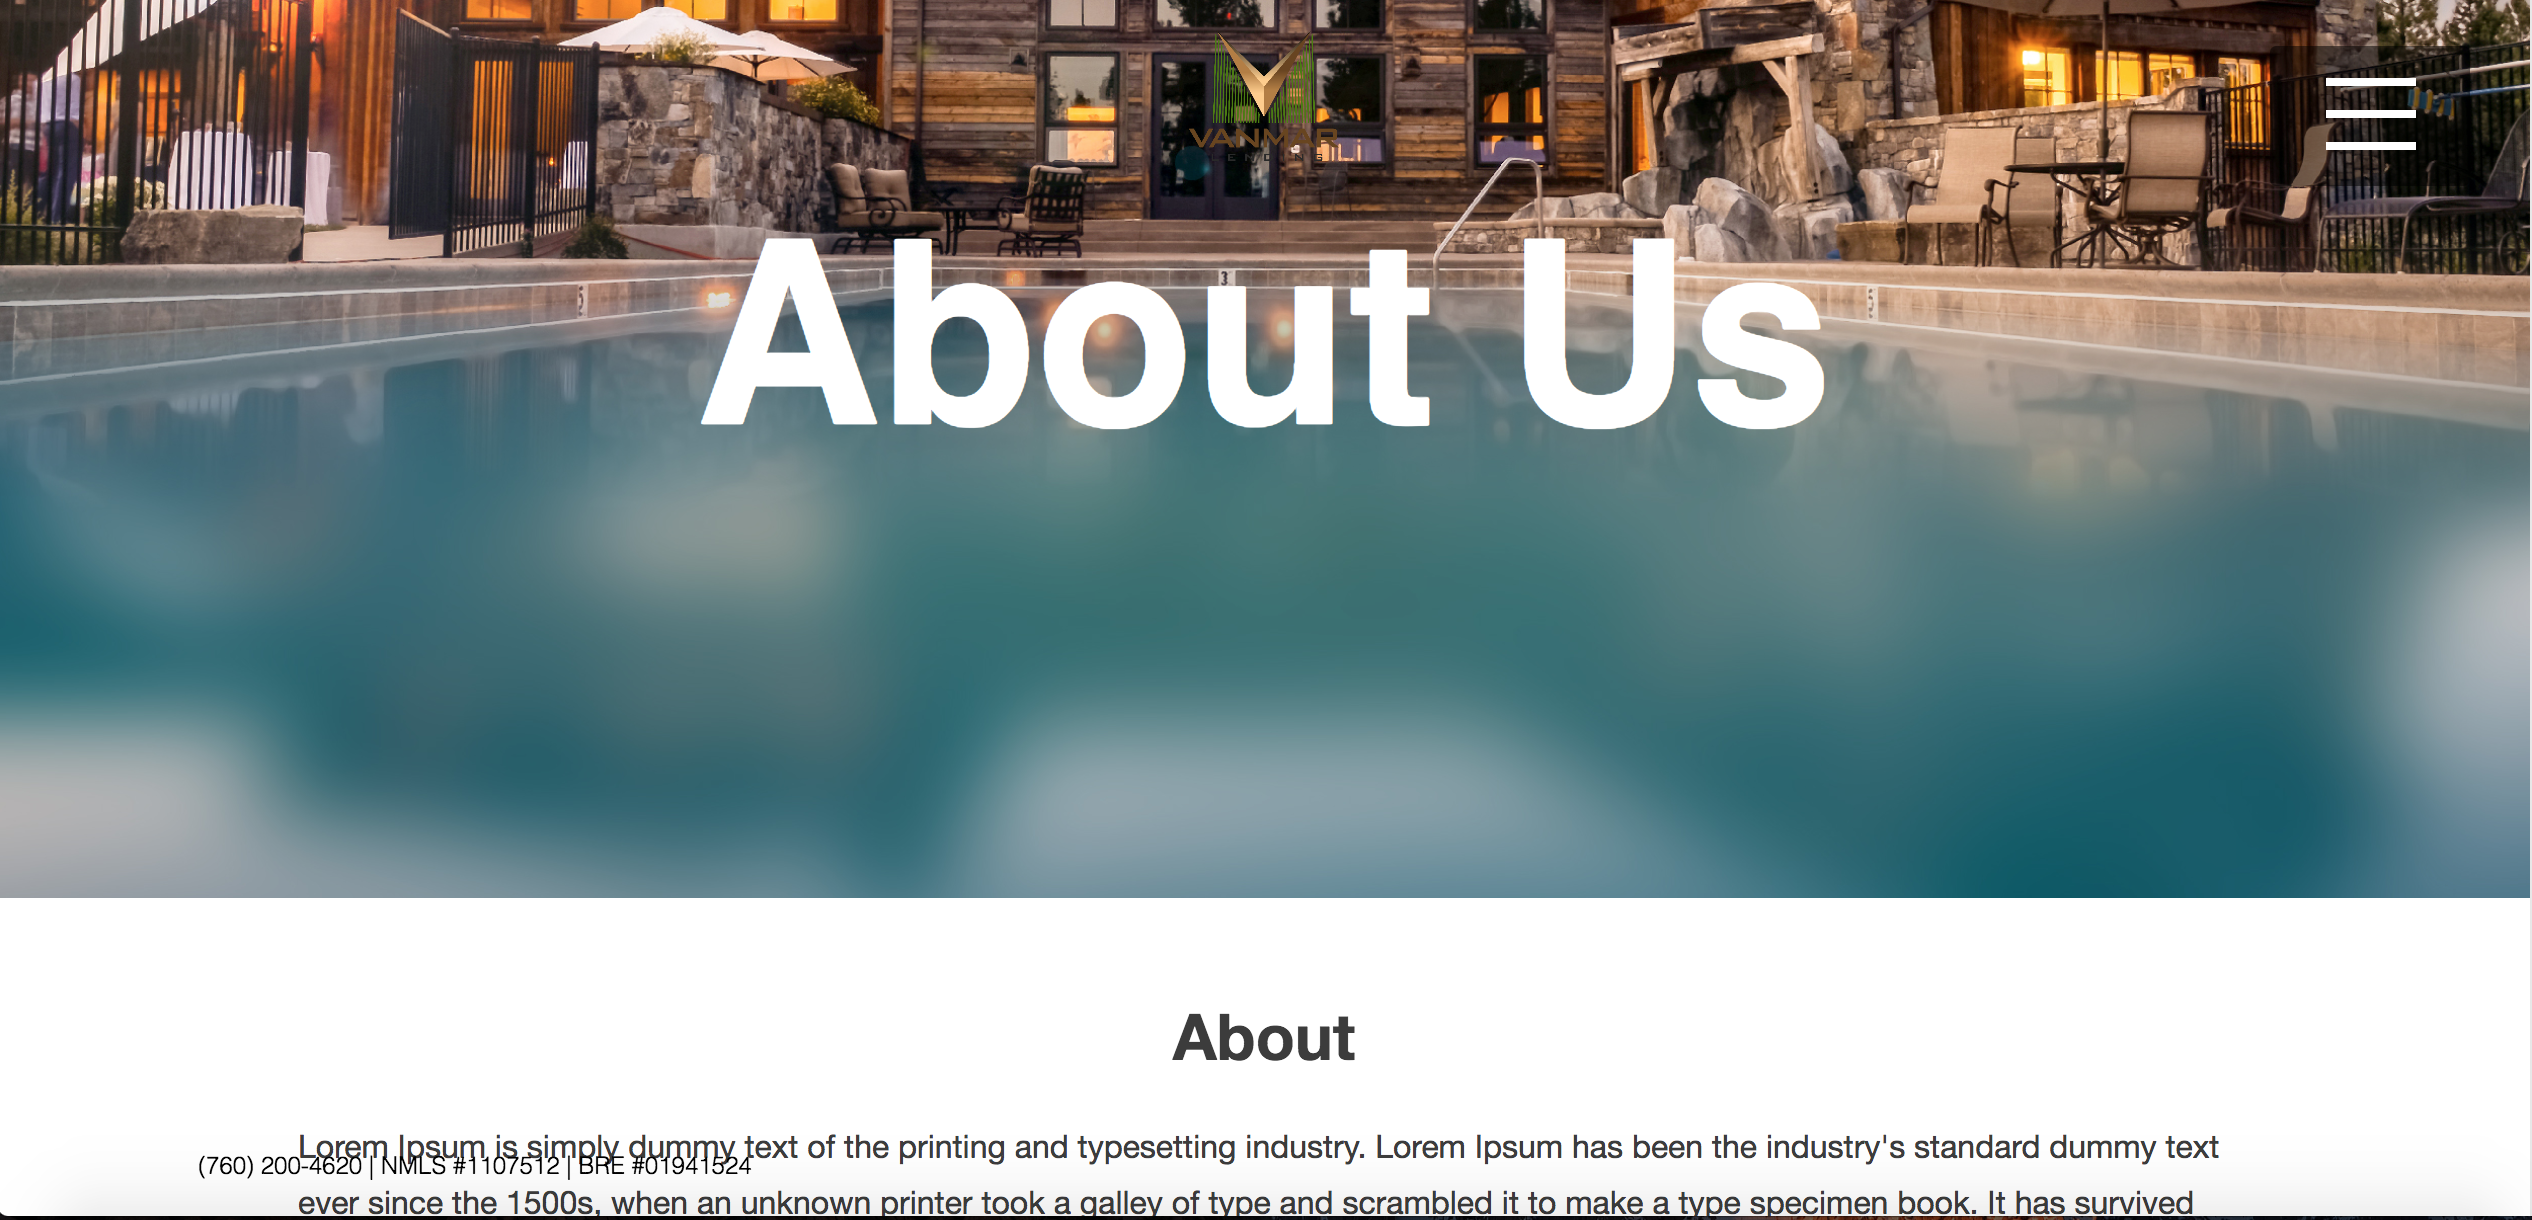 VANMAR
LENDING
About Us
About
Lorem Ipsum is simply dummy text of the printing and typesetting industry. Lorem Ipsum has been the industry's standard dummy text
(760) 200-4620 | NMLS #1107512 | BRE #01941524
ever since the 1500s, when an unknown printer took a galley of type and scrambled it to make a type specimen book. It has survived